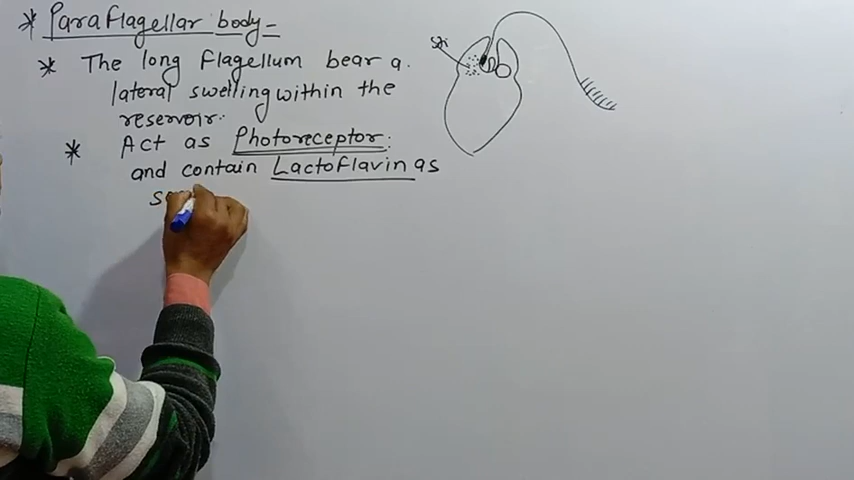 * Paraflagellar body -
* The long Flagellum bear a
lateral swelling within the
reservoir.
* Act as Photoreceptor.
and contain Lactoflavin as